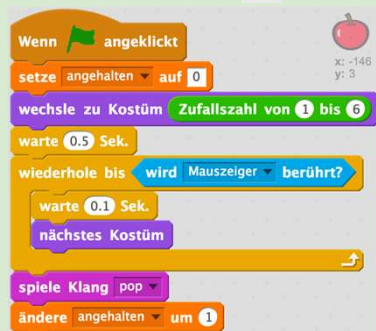 Wenn angeklickt
x: -146
y: 3
setze angehalten auf 0
wechsle zu Kostüm Zufallszahl von 1 bis 6
warte 0.5 Sek.
wiederhole bis wird Mauszeiger berührt?
warte 0.1 Sek.
nächstes Kostüm
spiele Klang pop
ändere angehalten um 1